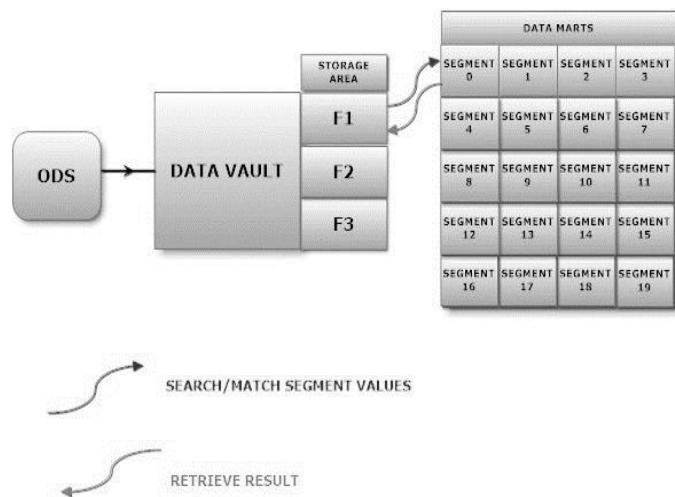 DATA MARTS
STORAGE
AREA
SEGMENT
0
SEGMENT
1
SEGMENT
2
SEGMENT
3
F1
SEGMENT
4
SEGMENT
5
SEGMENT
6
SEGMENT
7
ODS
DATA VAULT
F2
SEGMENT
8
SEGMENT
9
SEGMENT
10
SEGMENT
11
F3
SEGMENT
12
SEGMENT
13
SEGMENT
14
SEGMENT
15
SEGMENT
16
SEGMENT
17
SEGMENT
18
SEGMENT
19
SEARCH/MATCH SEGMENT VALUES
RETRIEVE RESULT